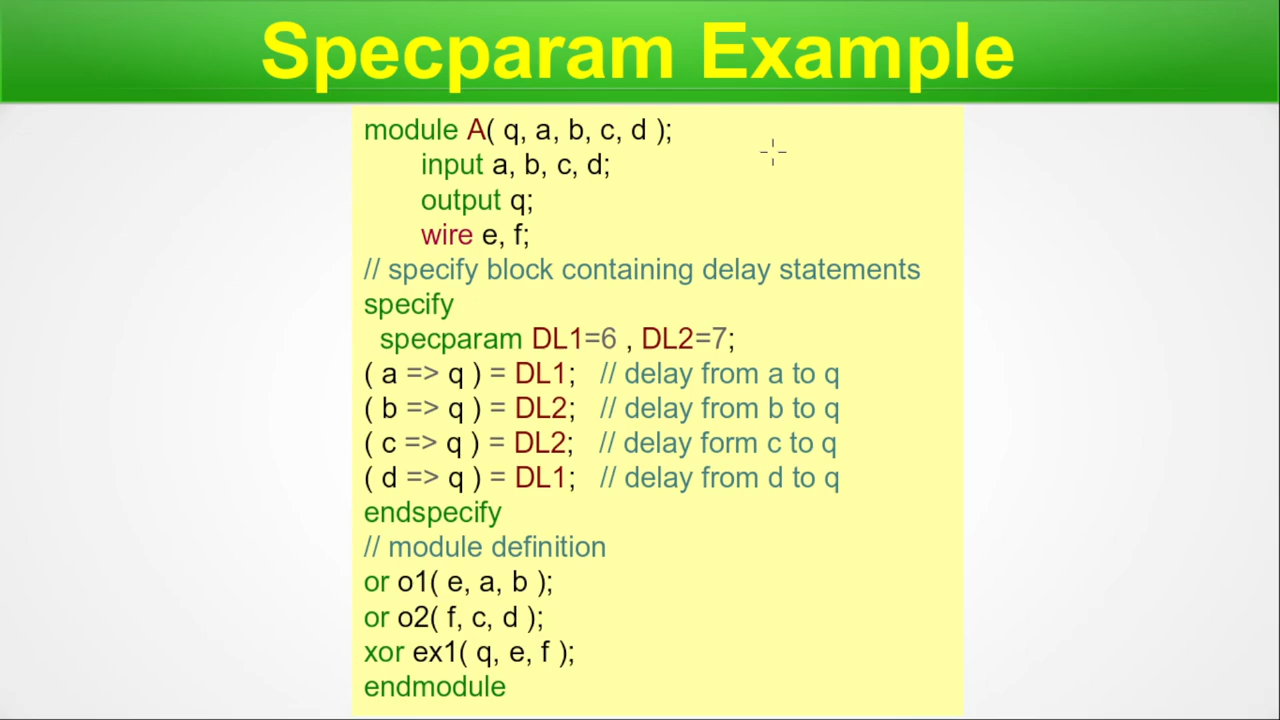 Specparam Example
module A( q, a, b, c, d );
input a, b, c, d;
output q;
wire e, f;
// specify block containing delay statements
specify
specparam DL1=6 , DL2=7;
( a => q ) = DL1; // delay from a to q
( b => q ) = DL2; // delay from b to q
( c => q ) = DL2; // delay form c to q
( d => q ) = DL1; // delay from d to q
endspecify
// module definition
or o1( e, a, b );
or o2( f, c, d );
xor ex1( q, e, f );
endmodule